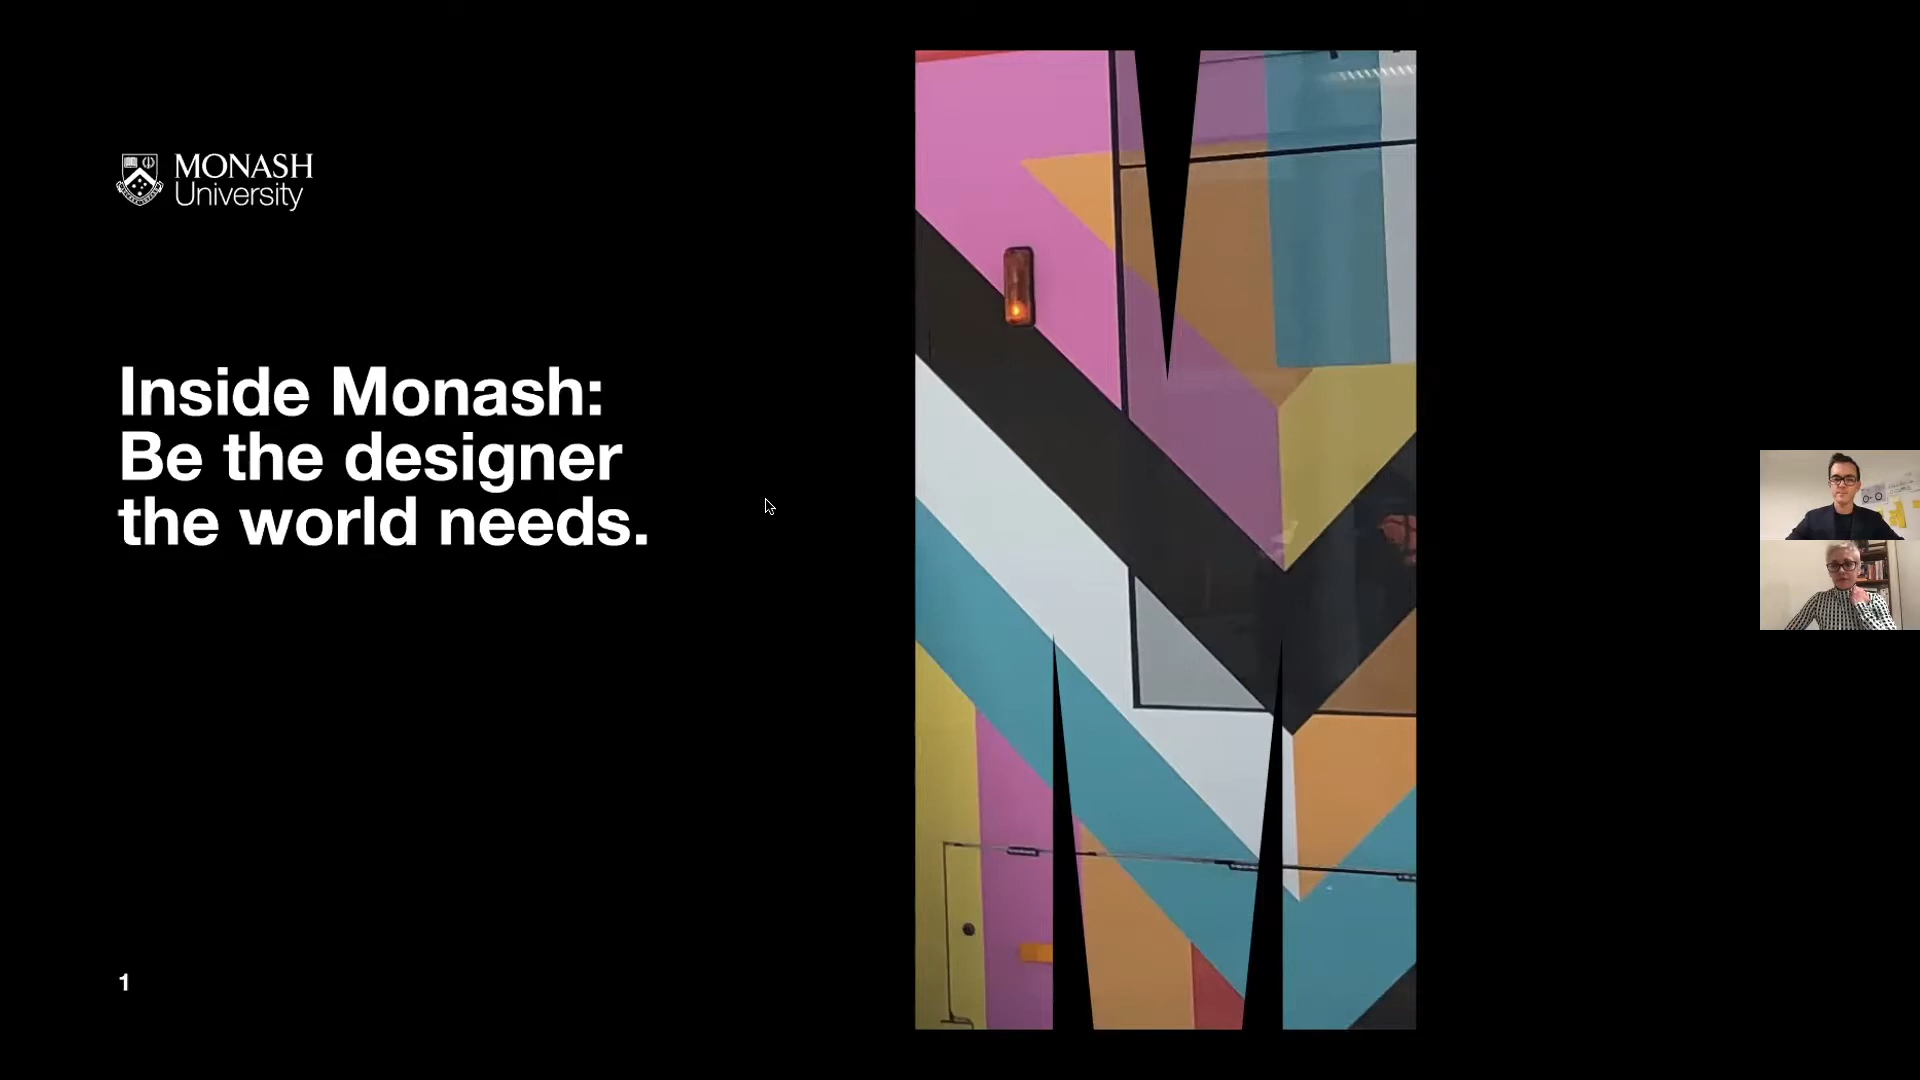 MONASH
University
Inside Monash:
Be the designer
the world needs.
1